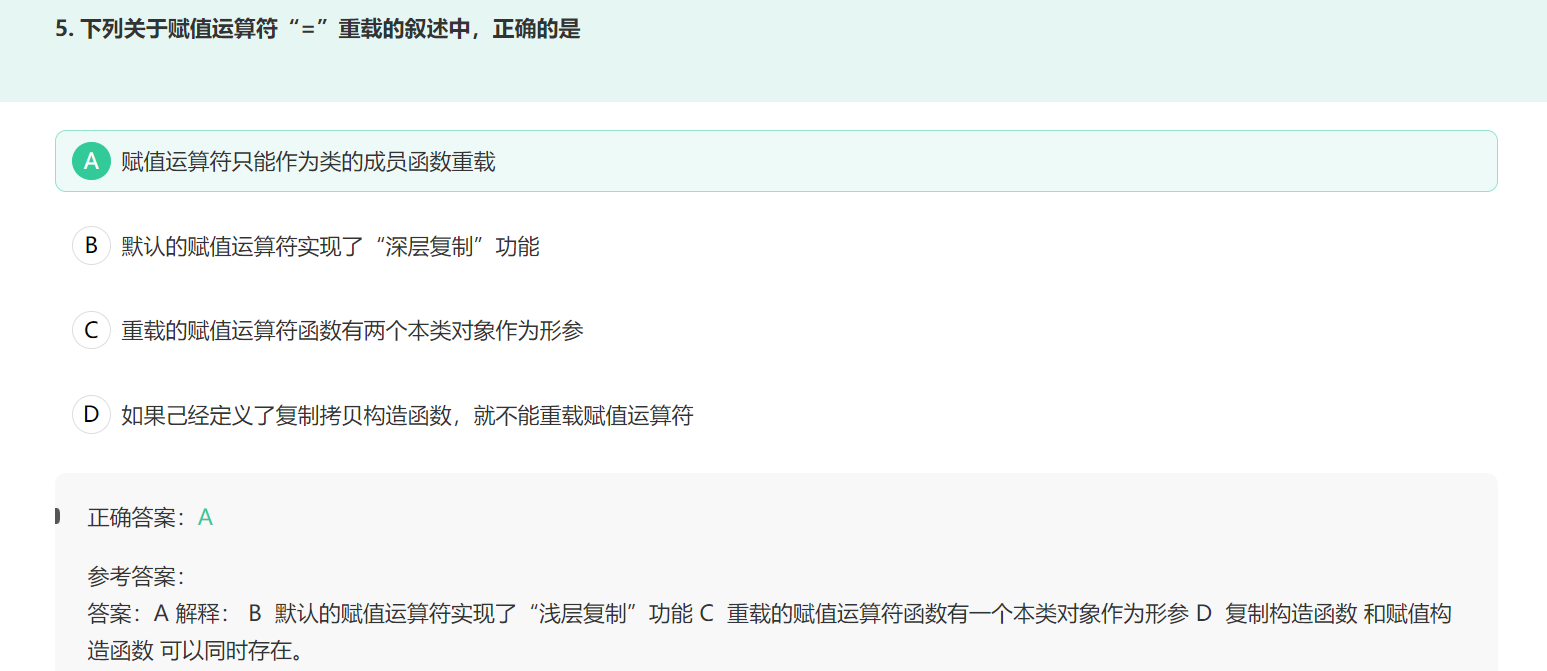 5. 下列关于赋值运算符“=”重载的叙述中，正确的是
A 赋值运算符只能作为类的成员函数重载
B 默认的赋值运算符实现了“深层复制”功能
C 重载的赋值运算符函数有两个本类对象作为形参
D 如果己经定义了复制拷贝构造函数，就不能重载赋值运算符
正确答案：A
参考答案：
答案：A 解释： B 默认的赋值运算符实现了“浅层复制”功能 C 重载的赋值运算符函数有一个本类对象作为形参 D 复制构造函数 和赋值构
造函数 可以同时存在。